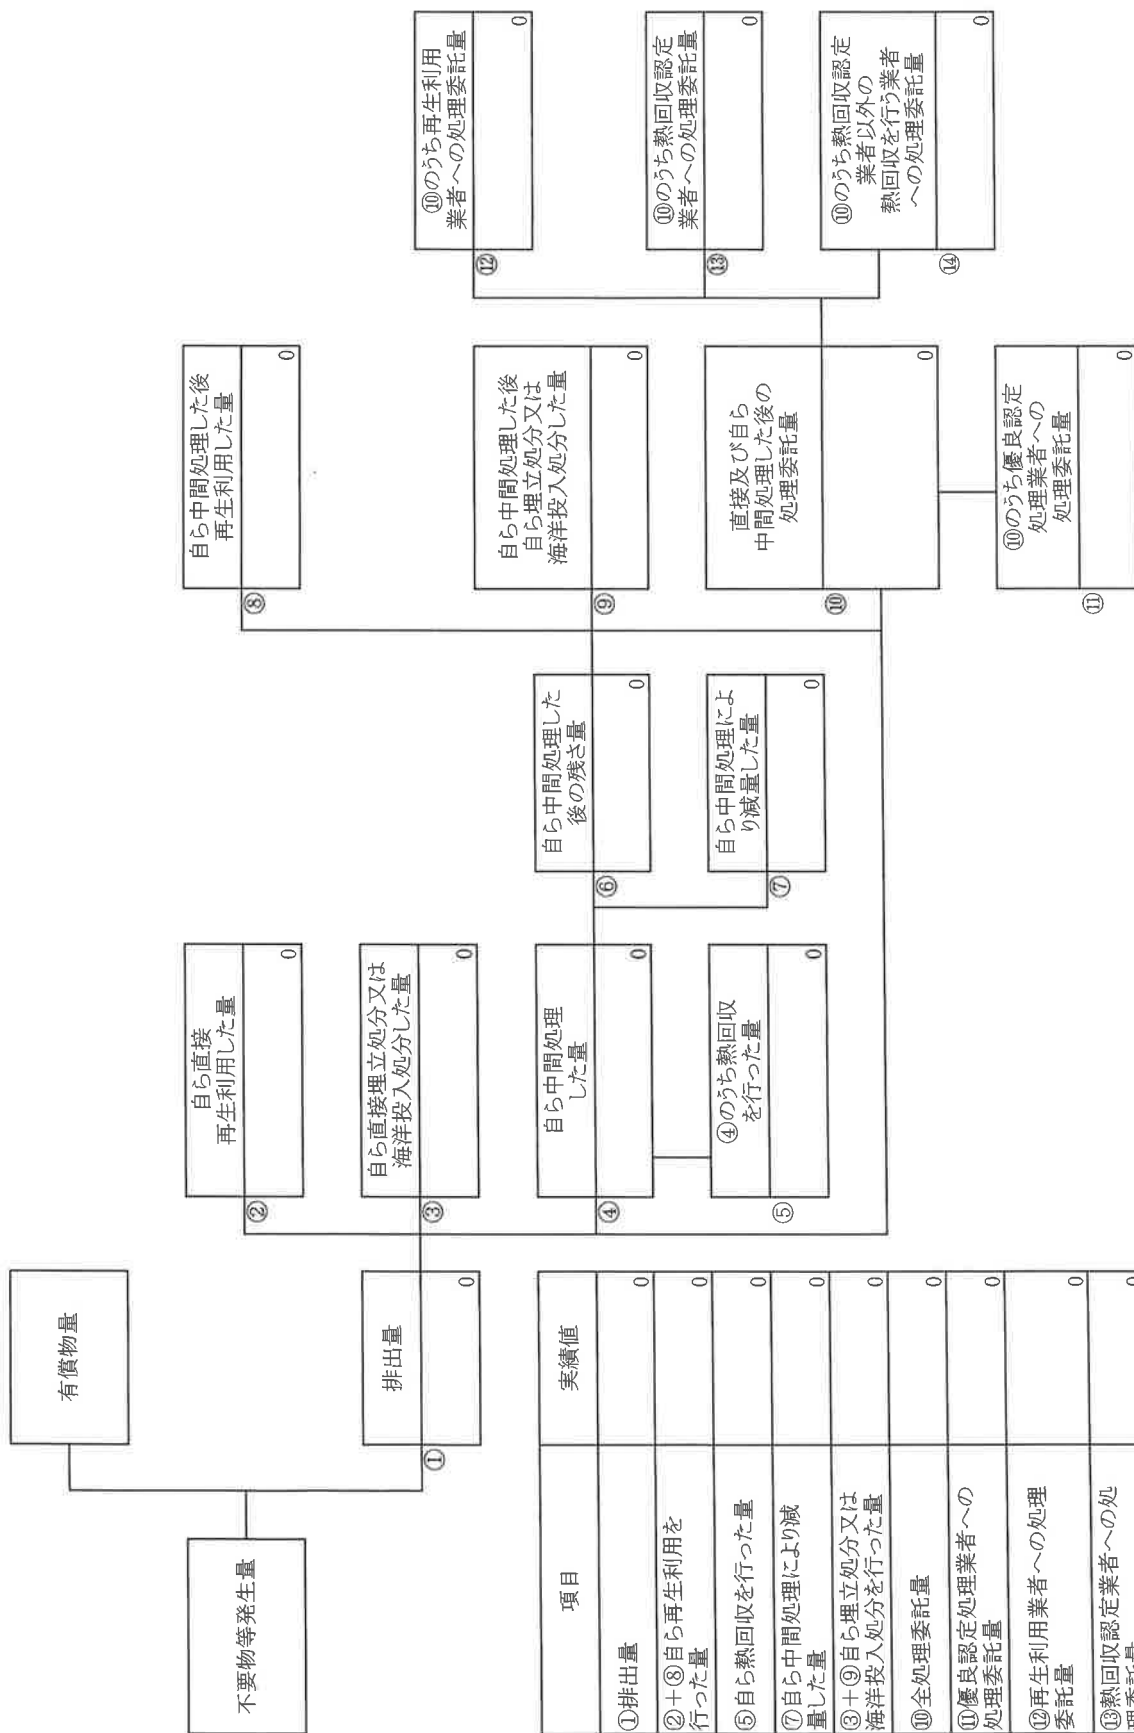 不要物等発生量
有償物量
①
排出量
0
②
自ら直接
再生利用した量
0
③
自ら直接埋立処分又は
海洋投入処分した量
0
④
自ら中間処理
した量
0
⑤
④のうち熱回収
を行った量
0
⑥
自ら中間処理した
後の残さ量
0
⑦
自ら中間処理によ
り減量した量
0
⑧
自ら中間処理した後
再生利用した量
0
⑨
自ら中間処理した後
自ら埋立処分又は
海洋投入処分した量
0
⑩
直接及び自ら
中間処理した後の
処理委託量
0
⑪
⑩のうち優良認定
処理業者への
処理委託量
0
⑫
⑩のうち再生利用
業者への処理委託量
0
⑬
⑩のうち熱回収認定
業者への処理委託量
0
⑭
⑩のうち熱回収認定
業者以外の
熱回収を行う業者
への処理委託量
0
項目
実績値
①排出量
0
②+⑧自ら再生利用を
行った量
0
⑤自ら熱回収を行った量
0
⑦自ら中間処理により減
量した量
0
③+⑨自ら埋立処分又は
海洋投入処分を行った量
0
⑩全処理委託量
0
⑪優良認定処理業者への
処理委託量
0
⑫再生利用業者への処理
委託量
0
⑬熱回収認定業者への処
理委託量
0